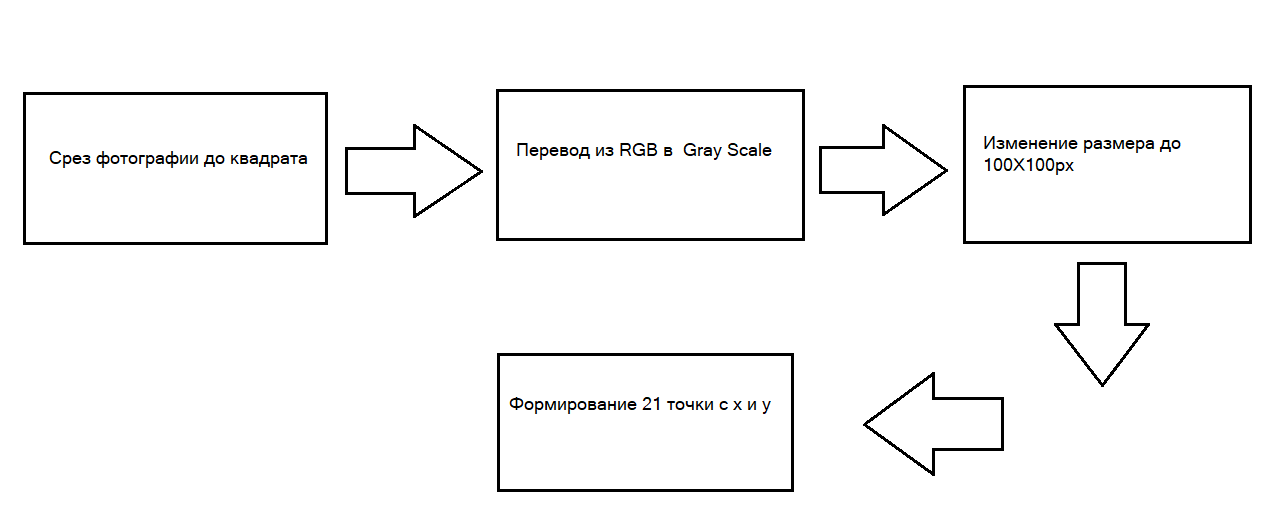 Срез фотографии до квадрата
Перевод из RGB в  Gray Scale
Изменение размера до
100X100px
Формирование 21 точки с x и y